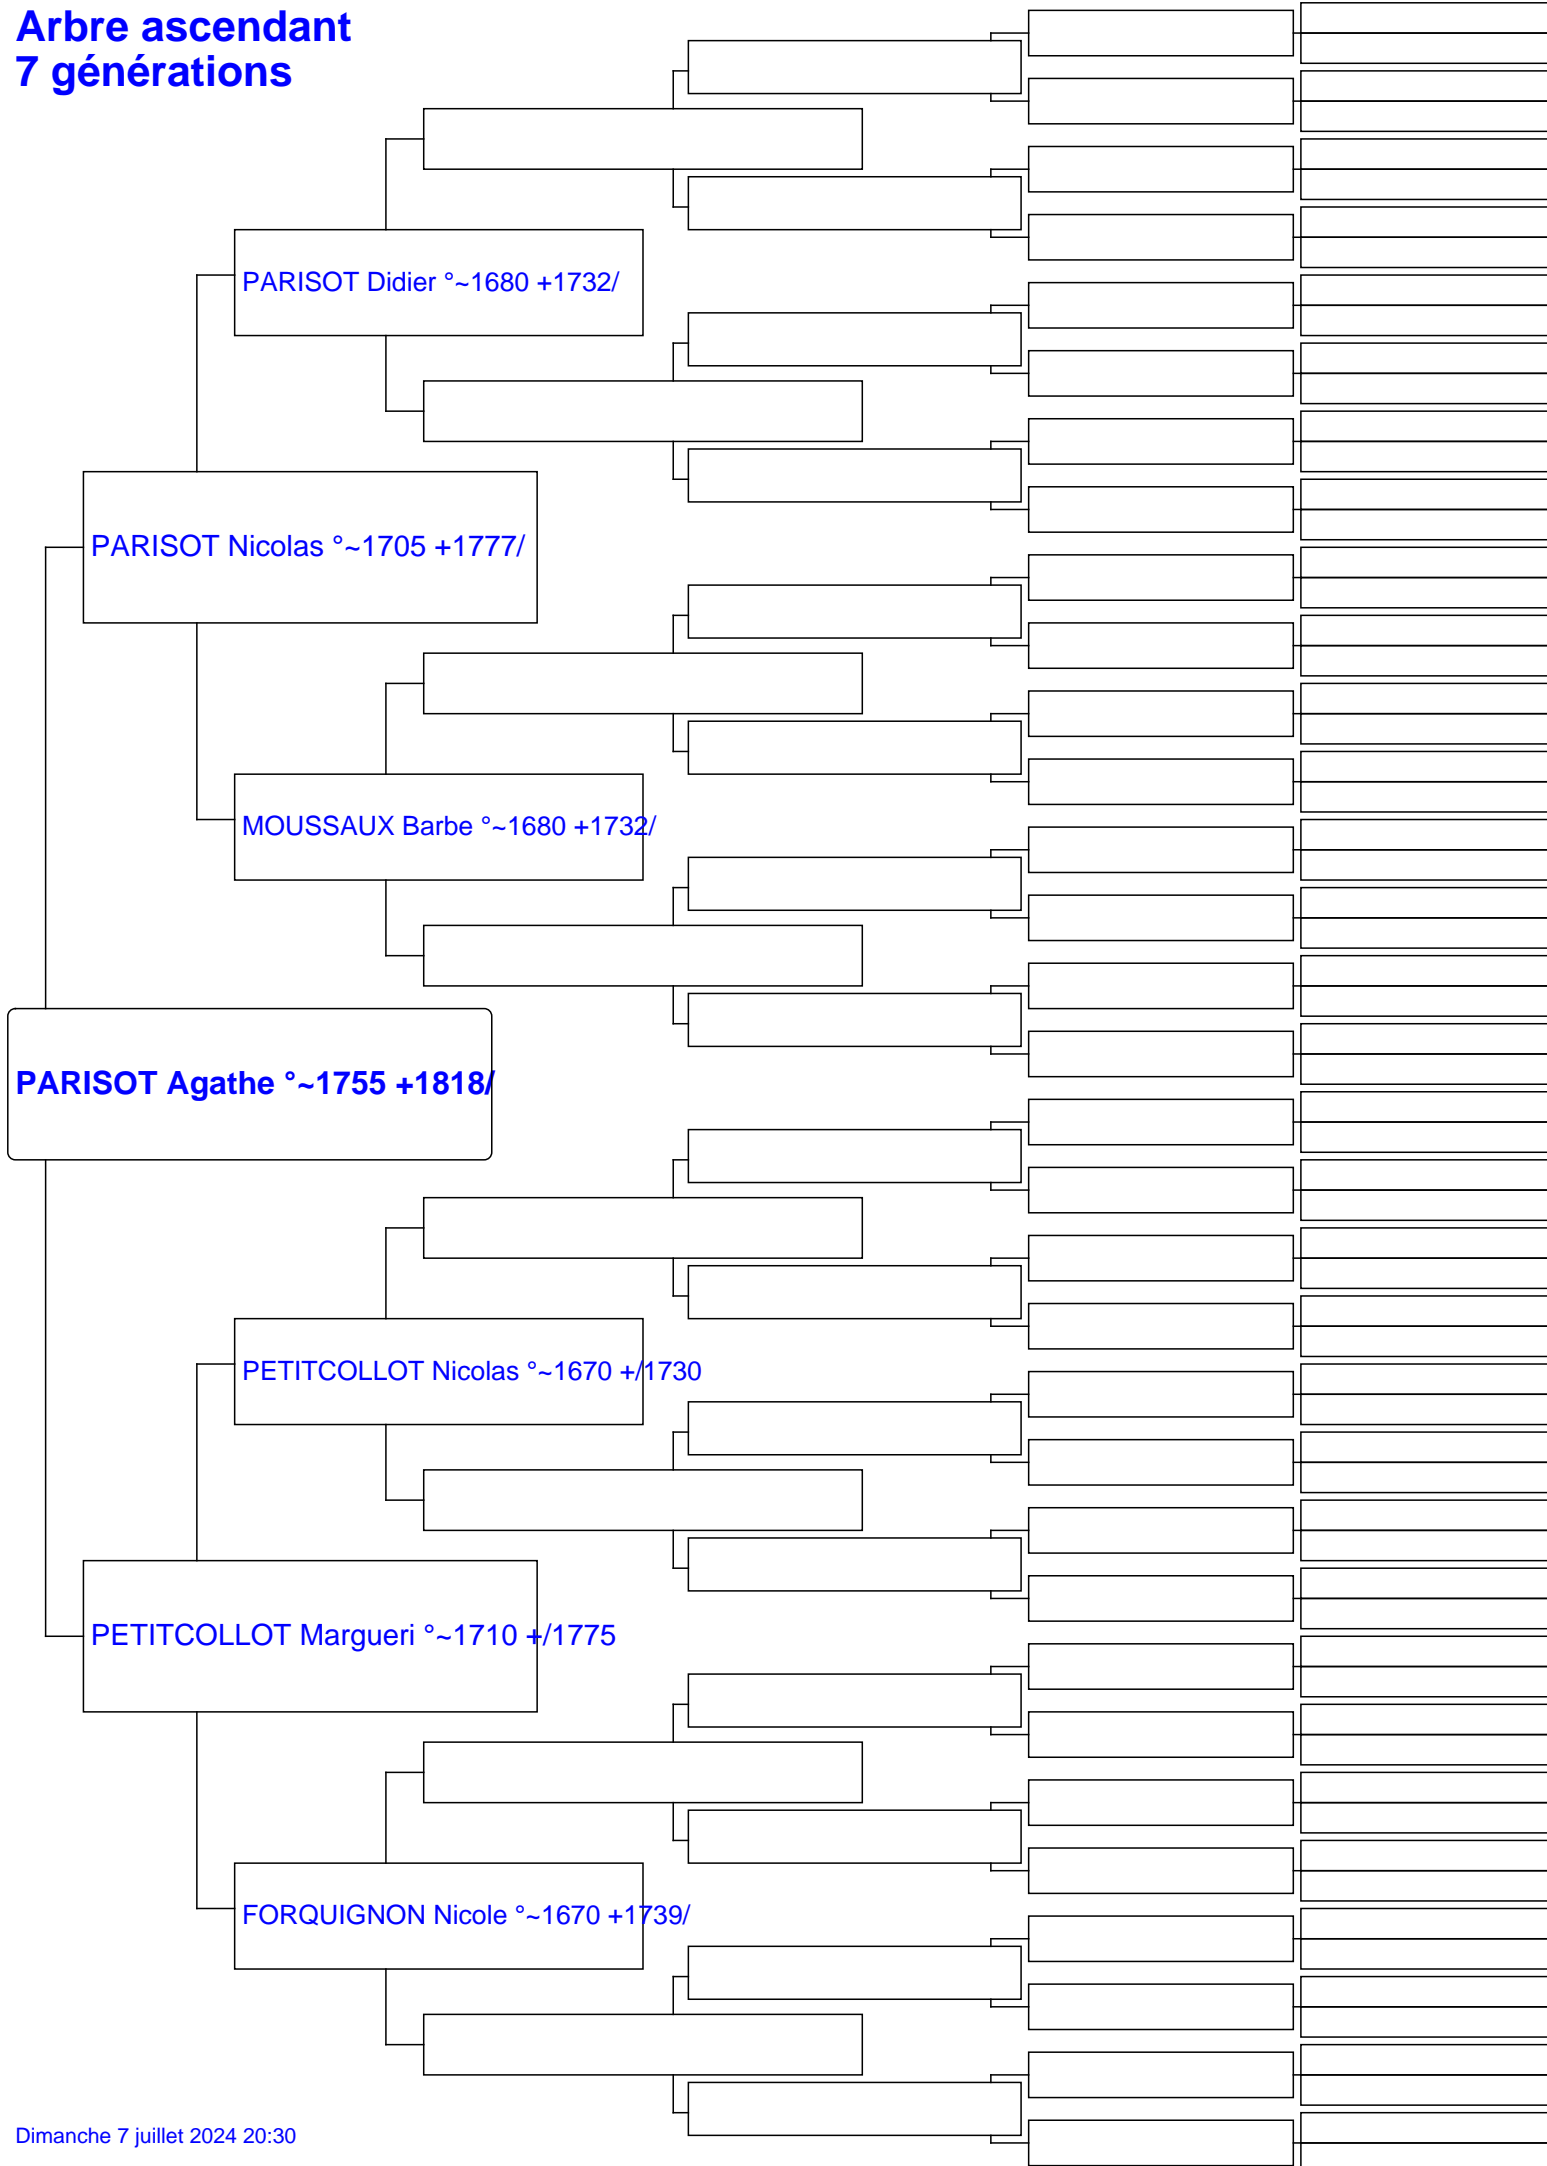 Arbre ascendant
7 générations
PARISOT Didier °~1680 +1732/
PARISOT Nicolas °~1705 +1777/
MOUSSAUX Barbe °~1680 +1732/
PARISOT Agathe °~1755 +1818/
PETITCOLLOT Nicolas °~1670 +/1730
PETITCOLLOT Margueri °~1710 +/1775
FORQUIGNON Nicole °~1670 +1739/
Dimanche 7 juillet 2024 20:30